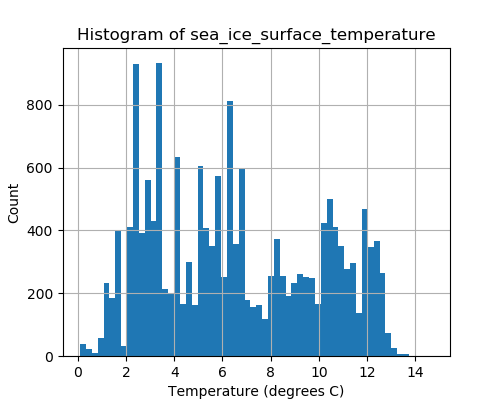 Histogram of sea_ice_surface_temperature
Count
800
600
400
200
0
0 2 4 6 8 10 12 14
Temperature (degrees C)